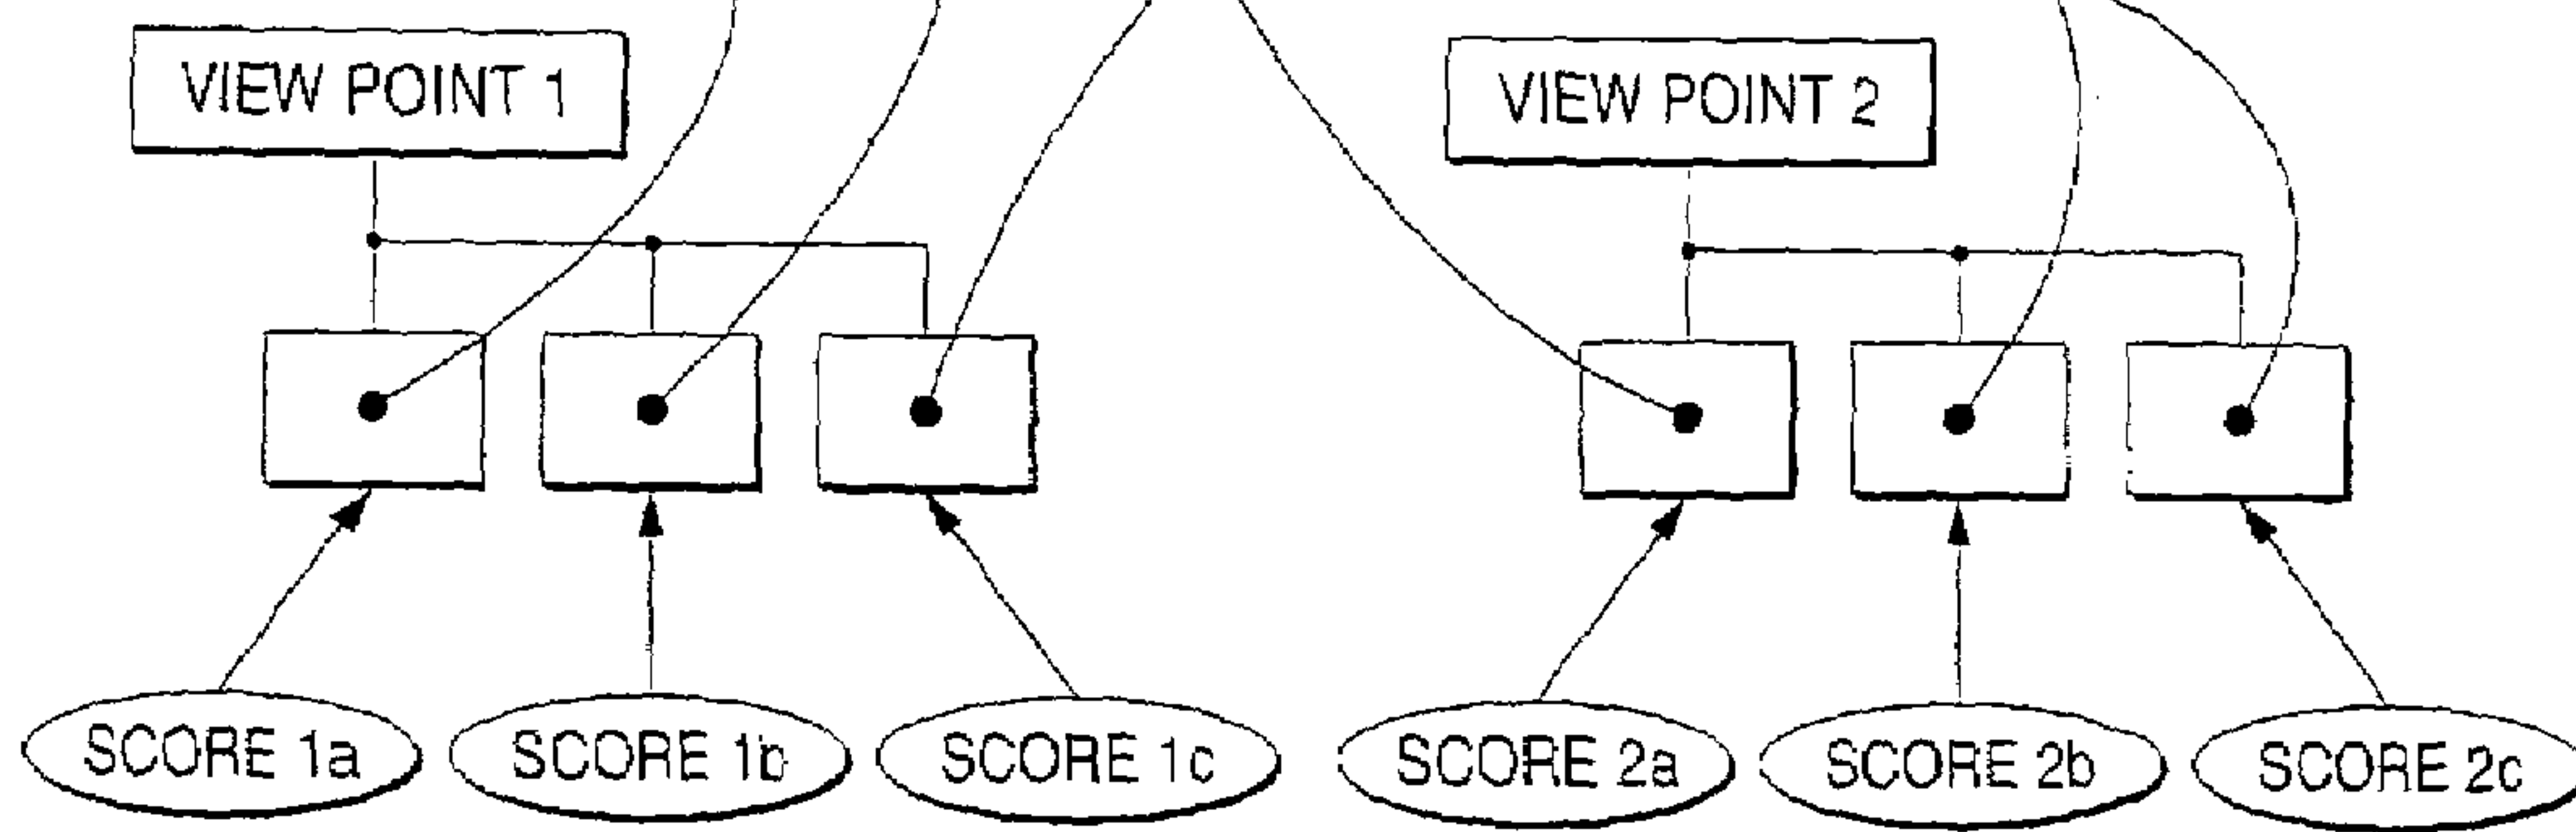 VIEW POINT 1
VIEW POINT 2
SCORE 1a
SCORE 1b
SCORE 1c
SCORE 2a
SCORE 2b
SCORE 2c